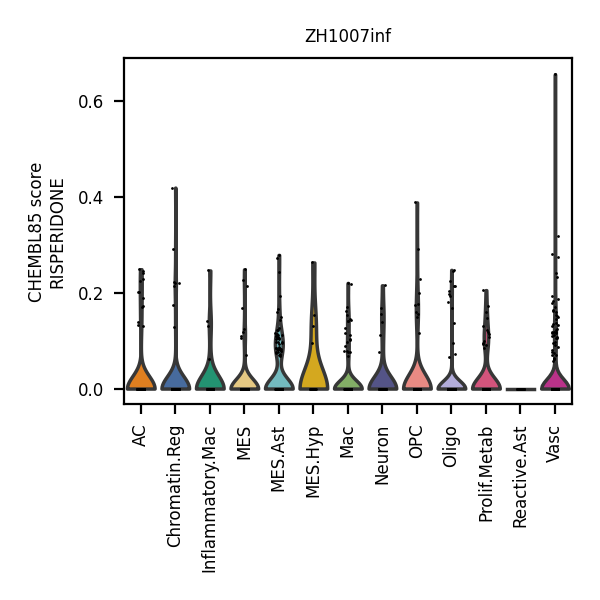 ZH1007inf
CHEMBL85 score
RISPERIDONE
0.6
0.4
0.2
0.0
AC
Chromatin.Reg
Inflammatory.Mac
MES
MES.Ast
MES.Hyp
Mac
Neuron
OPC
Oligo
Prolif.Metab
Reactive.Ast
Vasc